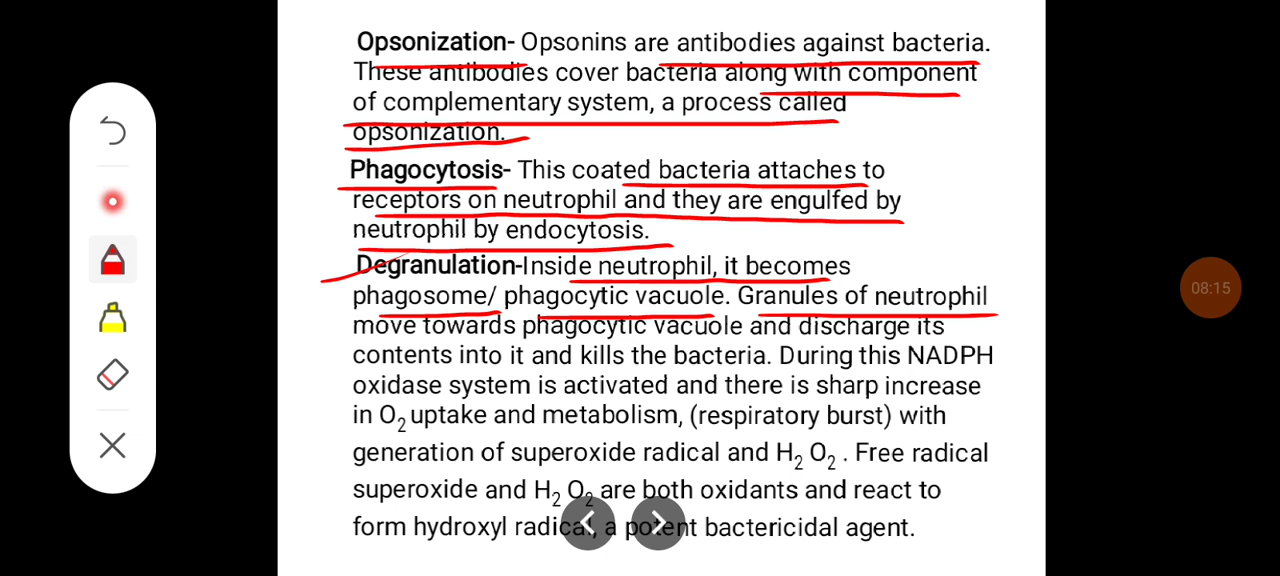 Opsonization- Opsonins are antibodies against bacteria.
These antibodies cover bacteria along with component
of complementary system, a process called
opsonization.
Phagocytosis- This coated bacteria attaches to
receptors on neutrophil and they are engulfed by
neutrophil by endocytosis.
Degranulation-Inside neutrophil, it becomes
phagosome/ phagocytic vacuole. Granules of neutrophil
move towards phagocytic vacuole and discharge its
contents into it and kills the bacteria. During this NADPH
oxidase system is activated and there is sharp increase
in O₂ uptake and metabolism, (respiratory burst) with
generation of superoxide radical and H₂ O₂ . Free radical
superoxide and H₂ O₂ are both oxidants and react to
form hydroxyl radical, a potent bactericidal agent.
08:15